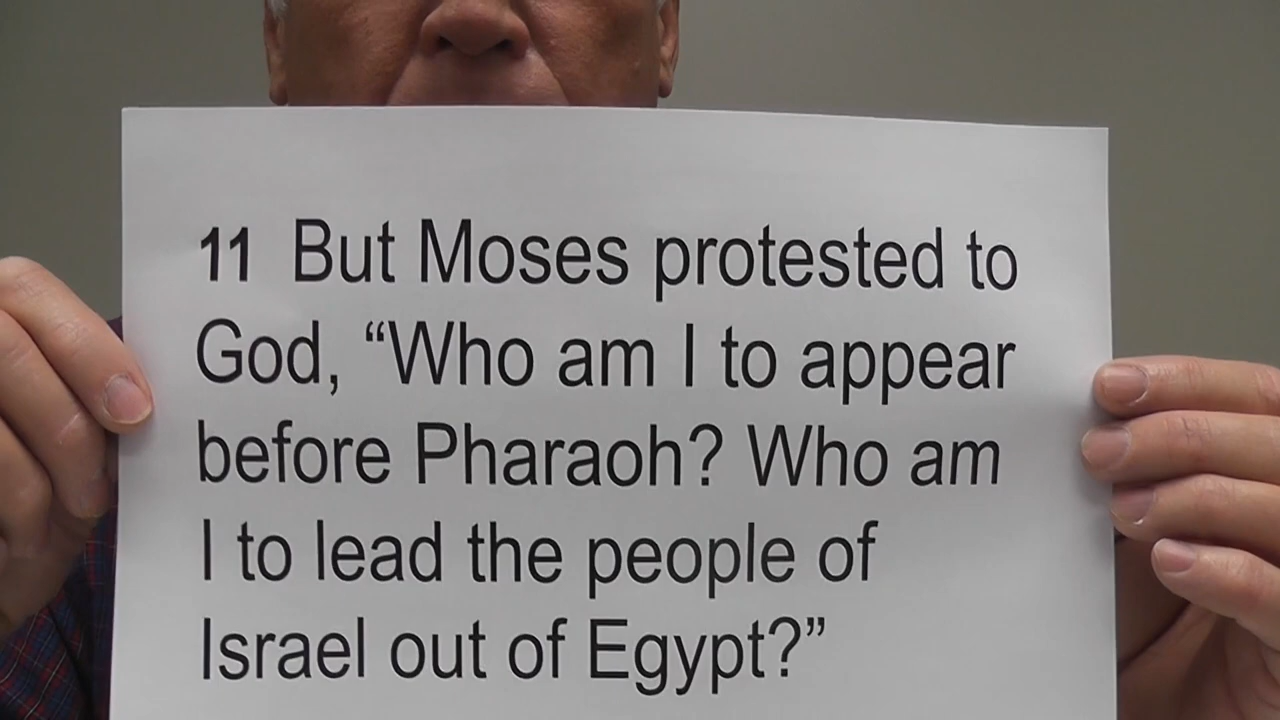 11 But Moses protested to
God, “Who am I to appear
before Pharaoh? Who am
I to lead the people of
Israel out of Egypt?”